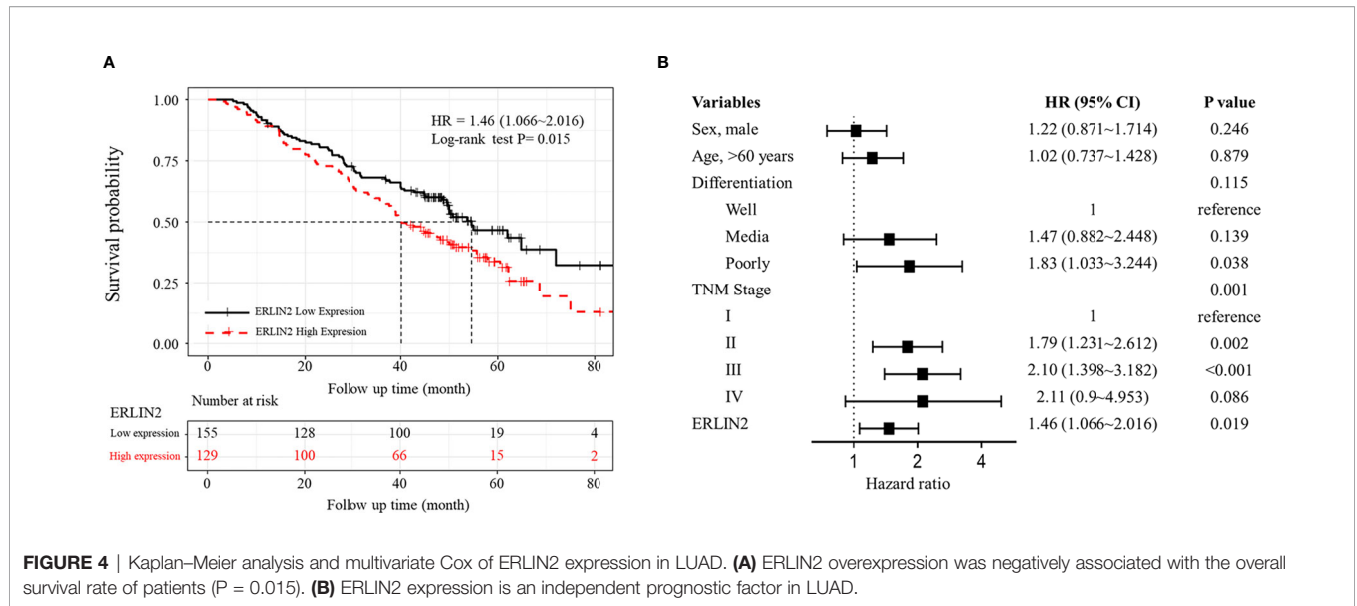 A
Survival probability
1.00
0.75
0.50
0.25
0.00
HR = 1.46 (1.066~2.016)
Log-rank test P= 0.015
ERLIN2 Low Expression
ERLIN2 High Expresion
0 20 40 60 80
Follow up time (month)
Number at risk
ERLIN2
Low expression 155 128 100 19 4
High expression 129 100 66 15 2
0 20 40 60 80
Follow up time (month)
B
Variables HR (95% CI) P value
Sex, male 1.22 (0.871~1.714) 0.246
Age, >60 years 1.02 (0.737~1.428) 0.879
Differentiation 0.115
Well 1 reference
Media 1.47 (0.882~2.448) 0.139
Poorly 1.83 (1.033~3.244) 0.038
TNM Stage 0.001
I 1 reference
II 1.79 (1.231~2.612) 0.002
III 2.10 (1.398~3.182) <0.001
IV 2.11 (0.9~4.953) 0.086
ERLIN2 1.46 (1.066~2.016) 0.019
1 2 4
Hazard ratio
FIGURE 4 | Kaplan–Meier analysis and multivariate Cox of ERLIN2 expression in LUAD. (A) ERLIN2 overexpression was negatively associated with the overall
survival rate of patients (P = 0.015). (B) ERLIN2 expression is an independent prognostic factor in LUAD.